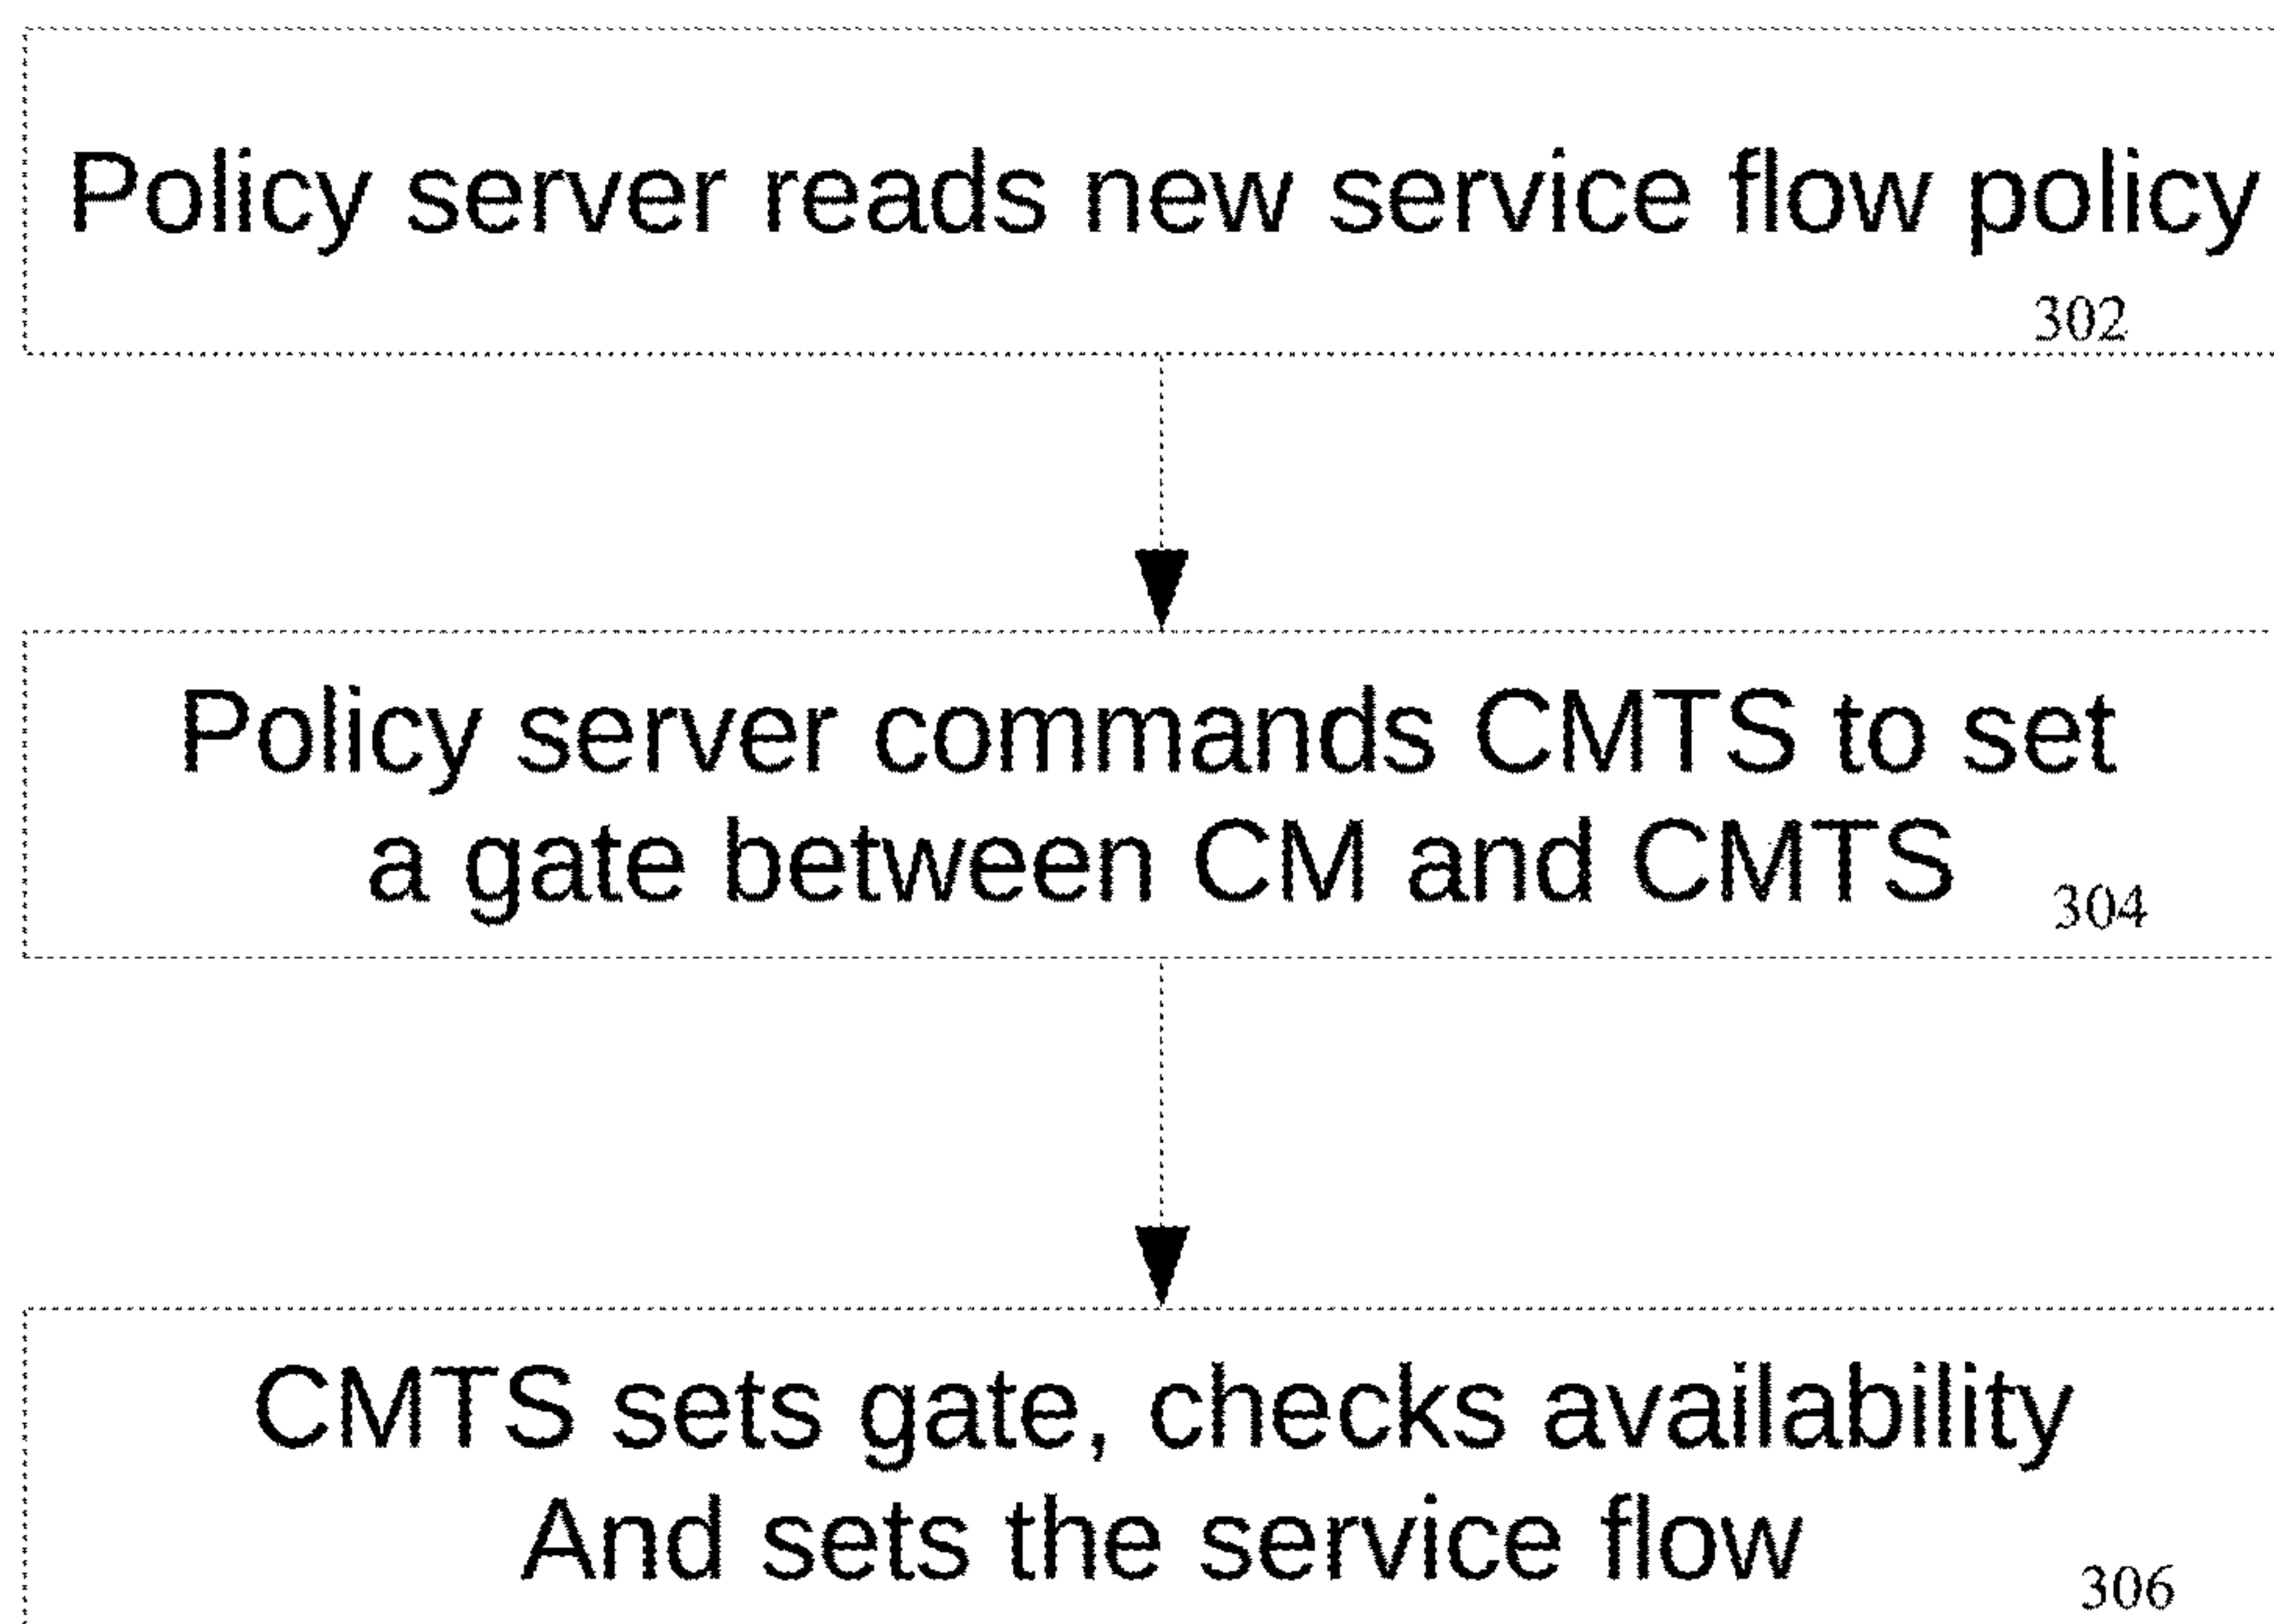 Policy server reads new service flow policy
302
Policy server commands CMTS to set
a gate between CM and CMTS
304
CMTS sets gate, checks availability
And sets the service flow
306